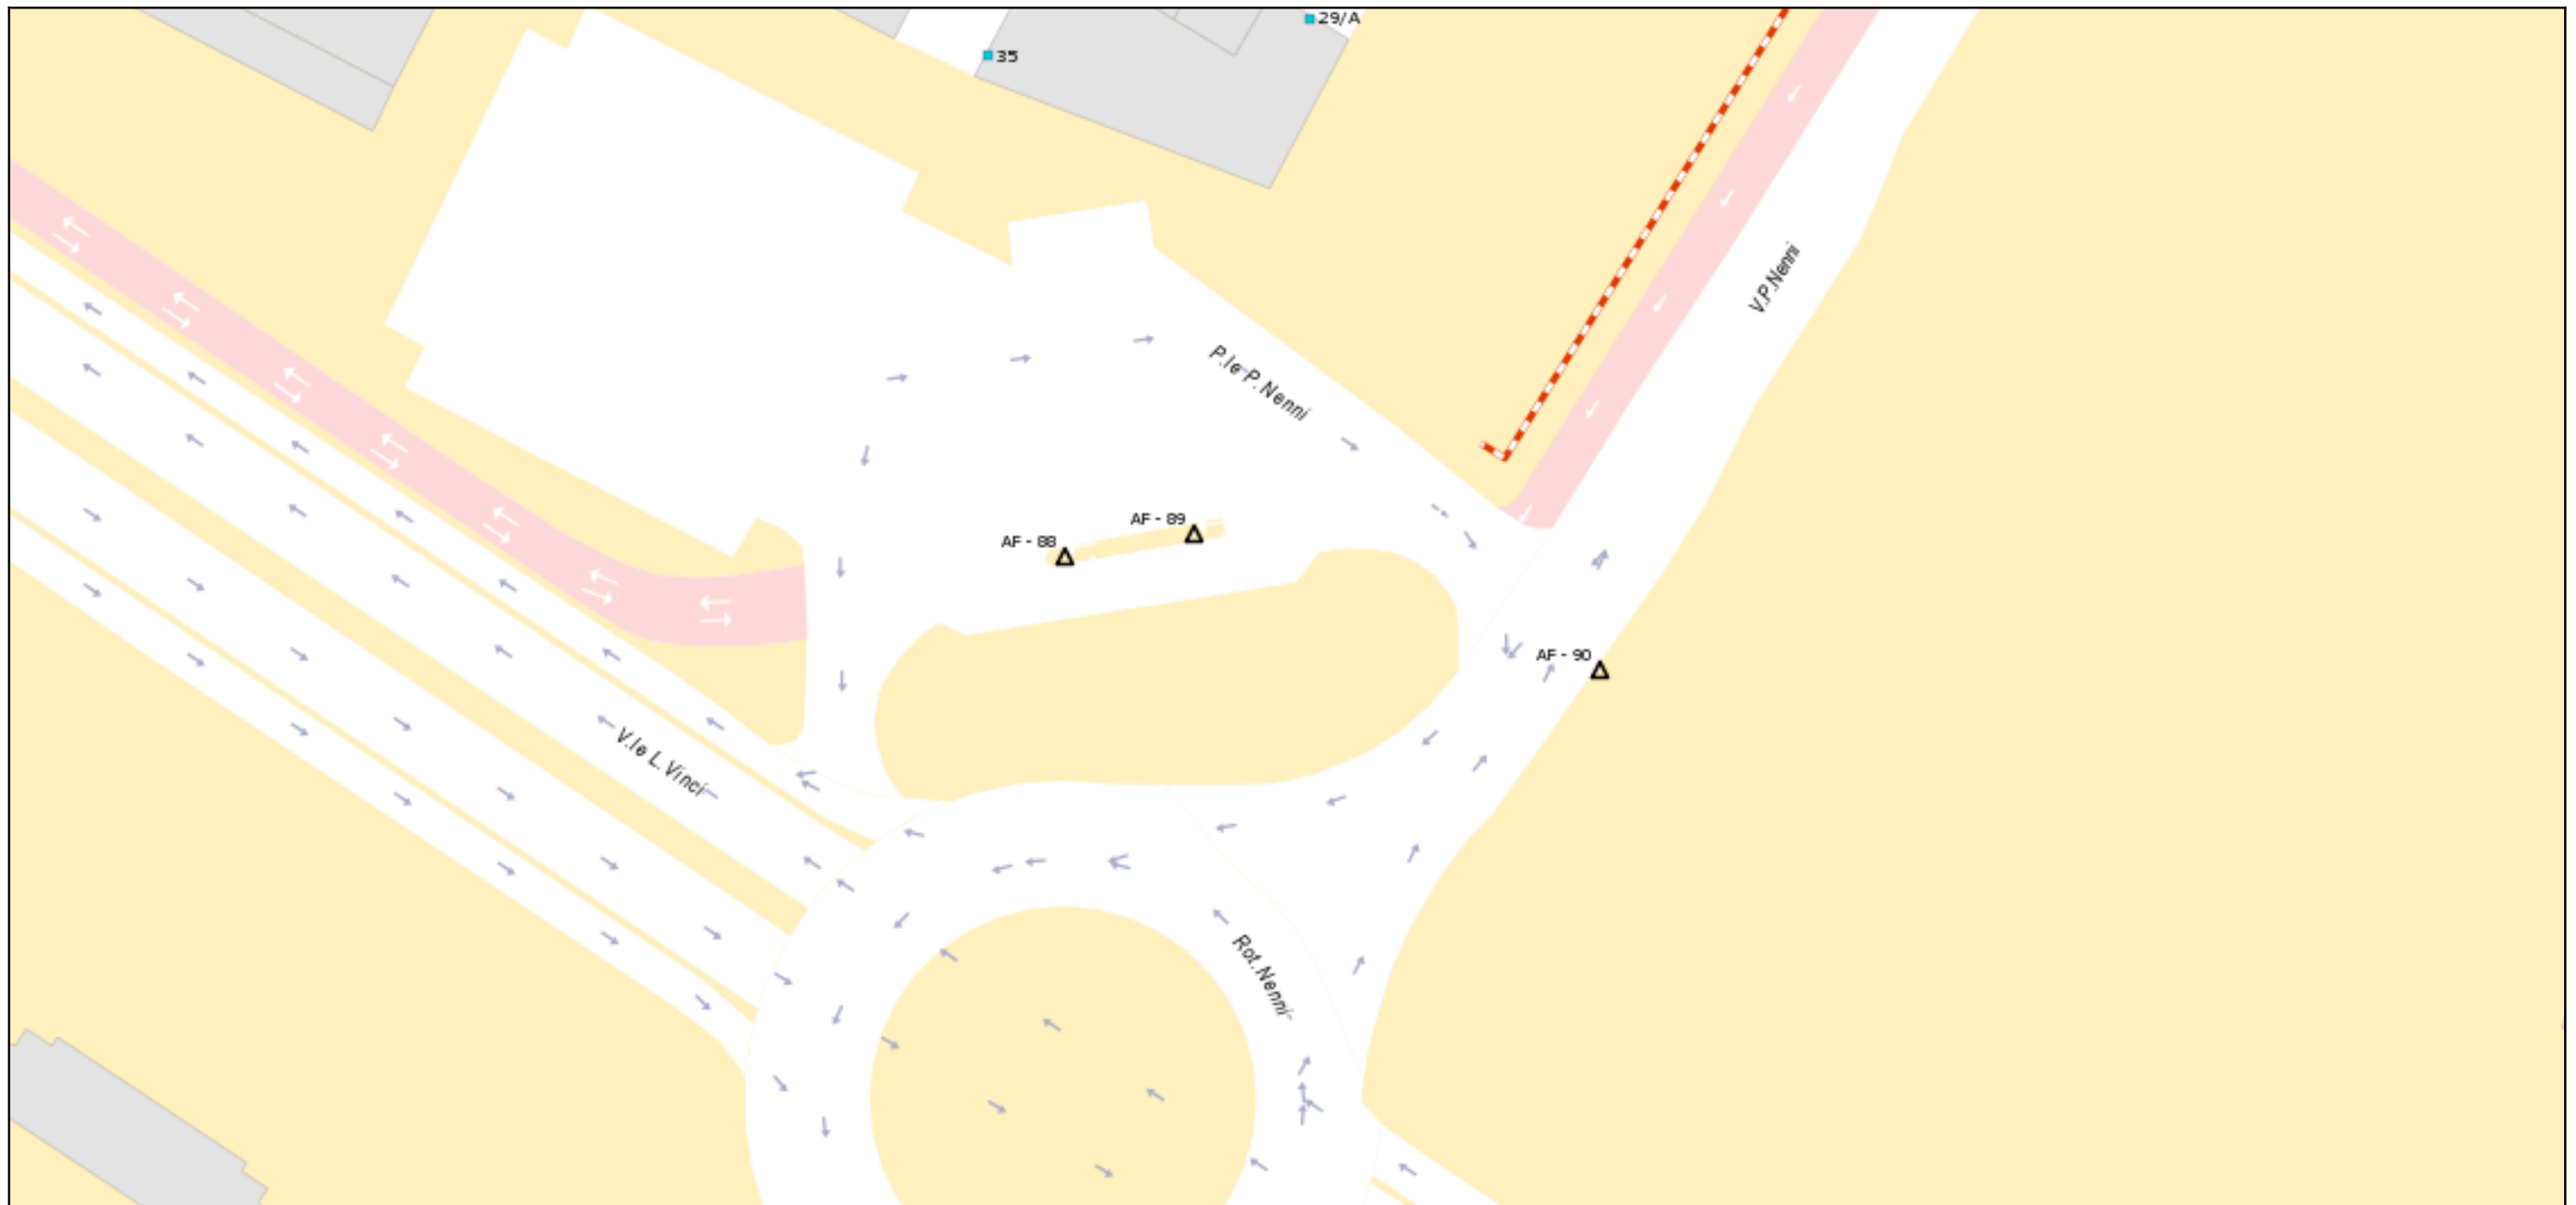 29/A
35
V.P.Nenni
P.le P.Nenni
AF - 89
AF - 88
AF - 90
V.le L.Vinci
Rot.Nenni